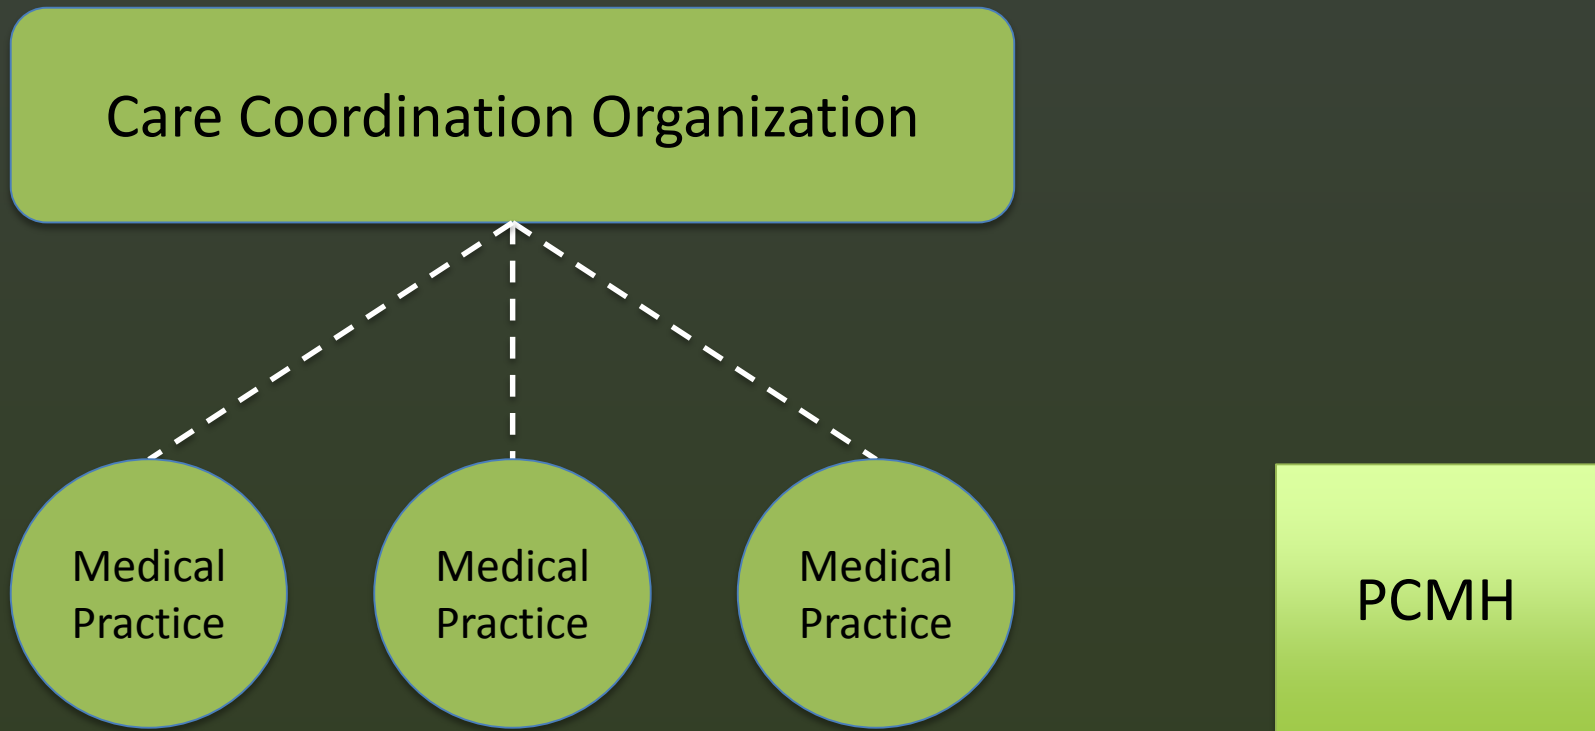 Care Coordination Organization
Medical
Practice
Medical
Practice
Medical
Practice
PCMH